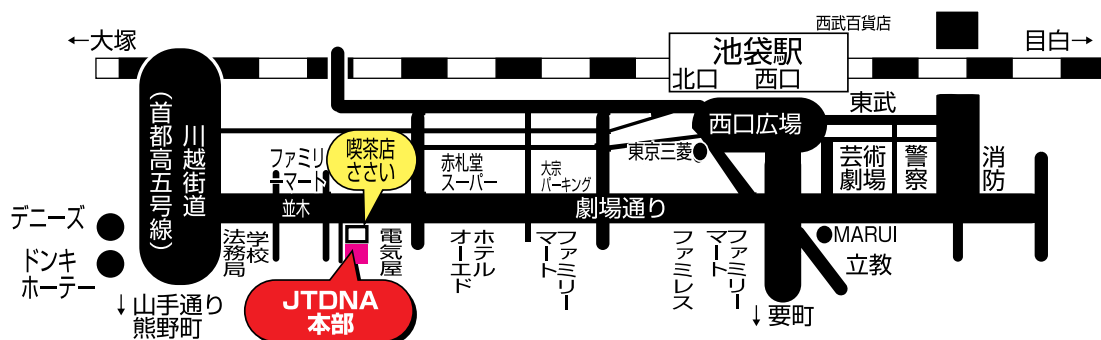 西武百貨店
←大塚
目白→
池袋駅
北口 西口
東武
西口広場
川越街道
(首都高五号線)
ファミリ
ーマート
喫茶店
ささい
赤札堂
スーパー
大宗
パーキング
東京三菱
芸術
劇場
警察
消防
並木
劇場通り
デニーズ
ドンキ
ホーテー
法務局
学校
電気屋
ホテル
オーエド
ファミリー
マート
ファミレス
ファミリー
マート
MARUI
立教
JTDNA
本部
↓山手通り
熊野町
↓要町